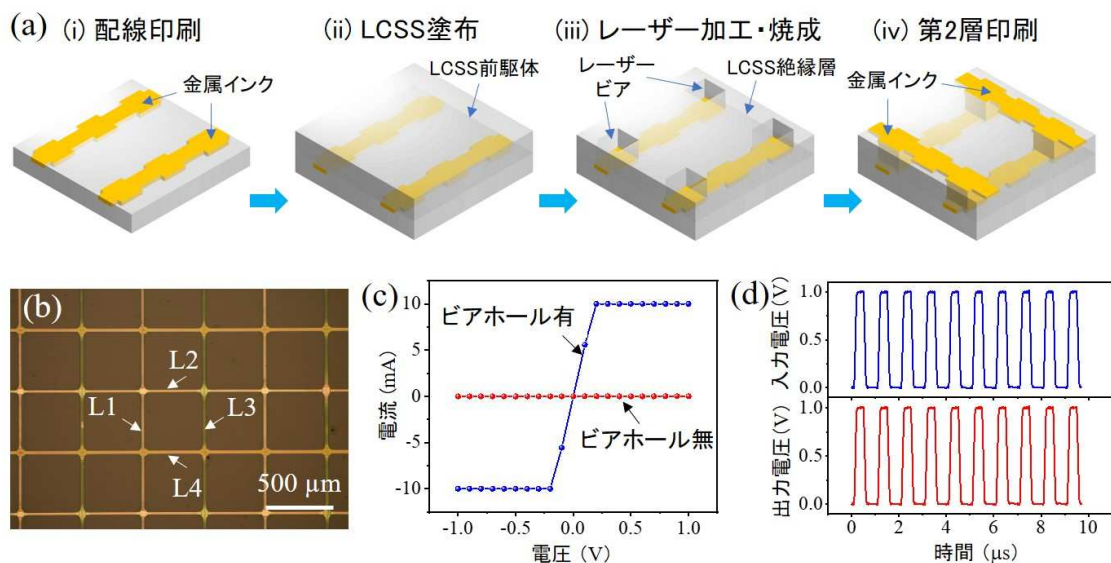 (a)
(i) 配線印刷
(ii) LCSS塗布
(iii) レーザー加工・焼成
(iv) 第2層印刷
金属インク
LCSS前駆体
レーザー
ビア
LCSS絶縁層
金属インク
(b)
L2
L1
L3
L4
500 µm
(c)
電流 (mA)
10
5
0
-5
-10
ビアホール有
ビアホール無
-1.0 -0.5 0.0 0.5 1.0
電圧 (V)
(d)
入力電圧(V)
1.0
0.0
出力電圧(V)
1.0
0.0
0 2 4 6 8 10
時間 (µs)